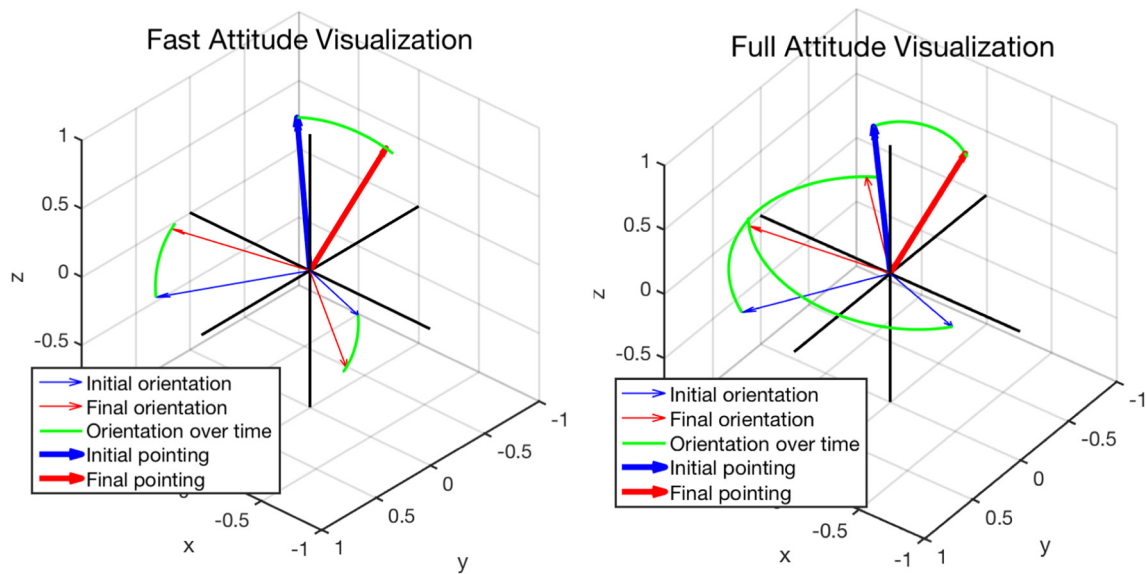 Fast Attitude Visualization
1
0.5
0
-0.5
z
Initial orientation
Final orientation
Orientation over time
Initial pointing
Final pointing
-0.5
-1
x
1
0.5
0
-0.5
-1
y
Full Attitude Visualization
1
0.5
0
-0.5
z
Initial orientation
Final orientation
Orientation over time
Initial pointing
Final pointing
-0.5
-1
x
1
0.5
0
-0.5
-1
y